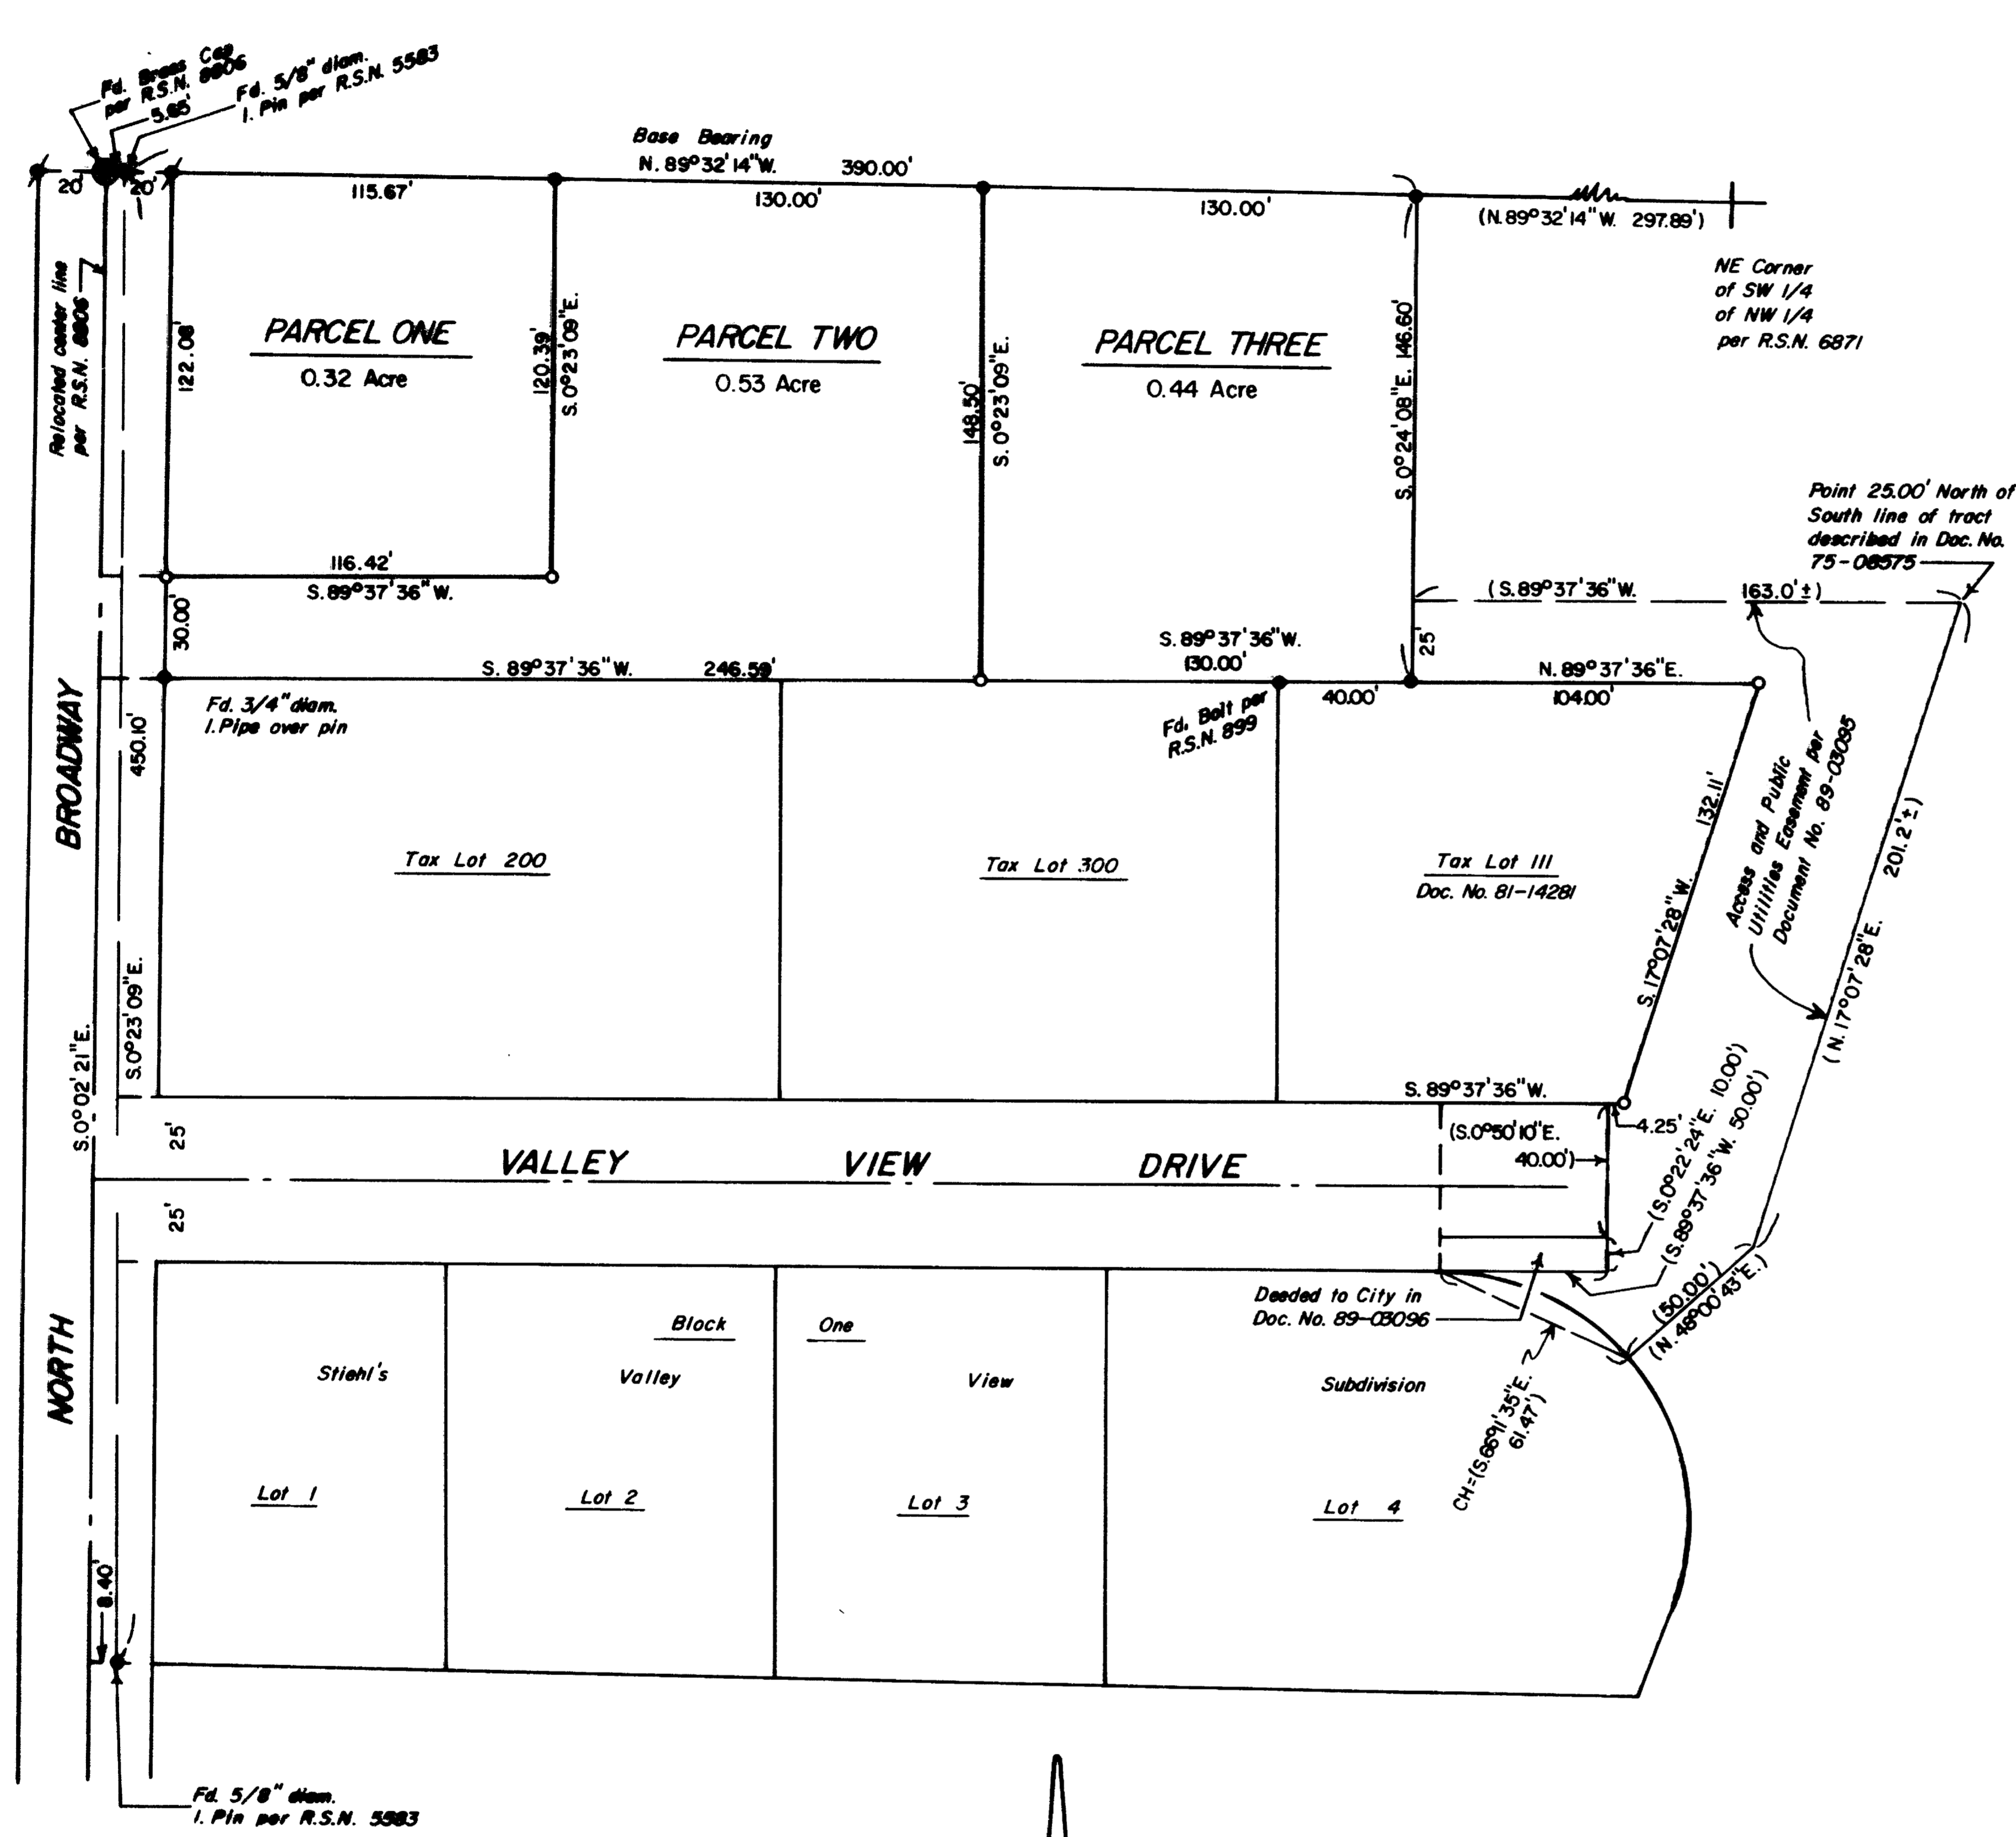 Fd. Brass Cap
per R.S.N. 8806
5.65'
Fd. 5/8" diam.
I. Pin per R.S.N. 5583
Base Bearing
N. 89°32'14"W. 390.00'
20'
20'
115.67'
130.00'
130.00'
(N. 89°32'14"W. 297.89')
NE Corner
of SW 1/4
of NW 1/4
per R.S.N. 6871
Relocated center line
per R.S.N. 8806
122.08'
PARCEL ONE
0.32 Acre
120.39'
S. 0°23'09"E.
PARCEL TWO
0.53 Acre
148.50'
S. 0°23'09"E.
PARCEL THREE
0.44 Acre
S. 0°24'08"E. 146.60'
Point 25.00' North of
South line of tract
described in Doc. No.
75-08575
116.42'
S. 89°37'36"W.
30.00'
(S. 89°37'36"W. 163.0'±)
25'
S. 89°37'36"W. 246.59'
S. 89°37'36"W.
130.00'
40.00'
N. 89°37'36"E.
104.00'
Fd. 3/4" diam.
I. Pipe over pin
Fd. Bolt per
R.S.N. 899
450.10'
BROADWAY
Tax Lot 200
Tax Lot 300
Tax Lot 111
Doc. No. 81-14281
132.11'
S. 17°07'28"W.
Access and Public
Utilities Easement per
Document No. 89-03095
201.2'±)
(N. 17°07'28"E.
S. 0°02'21"E.
S. 0°23'09"E.
S. 89°37'36"W.
4.25'
(S. 0°50'10"E.
40.00')
(S. 0°22'24"E. 10.00')
(S. 89°37'36"W. 50.00')
25'
VALLEY VIEW DRIVE
25'
Deeded to City in
Doc. No. 89-03096
(50.00')
(N. 48°00'43"E.)
CH=(S. 66°11'35"E.
61.47')
Block One
Stiehl's Valley View Subdivision
NORTH
Lot 1
Lot 2
Lot 3
Lot 4
8.40'
Fd. 5/8" diam.
I. Pin per R.S.N. 5583